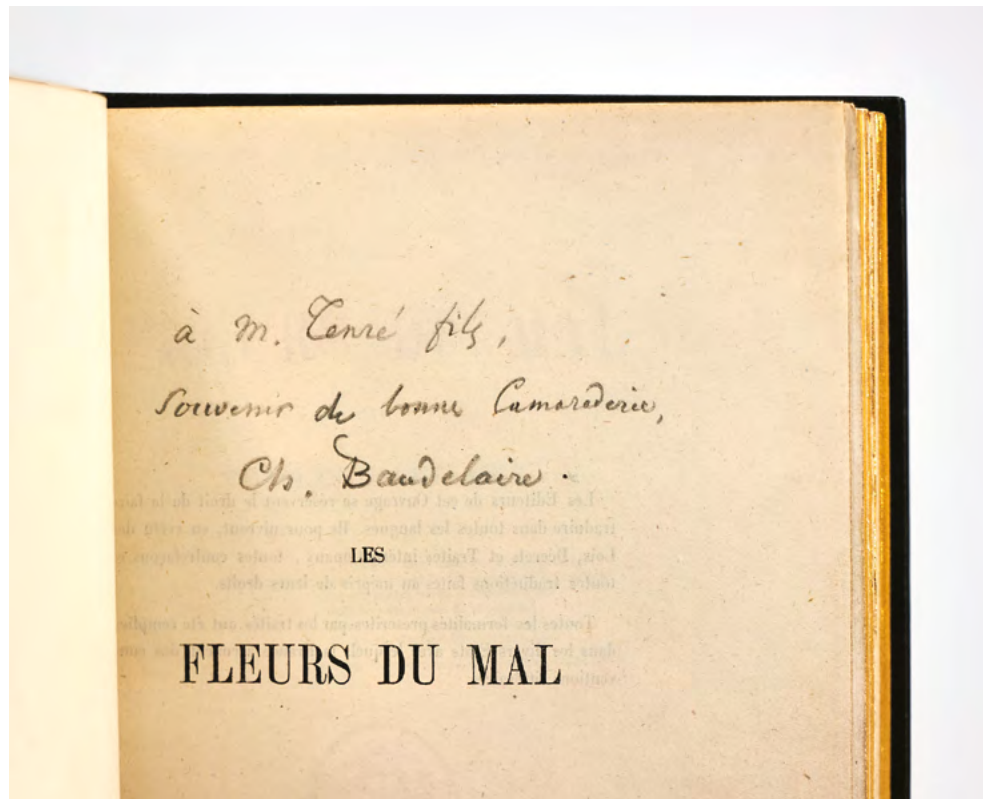 à M. Tenré fils,
Souvenir de bonne Camaraderie,
Ch. Baudelaire.
LES
FLEURS DU MAL